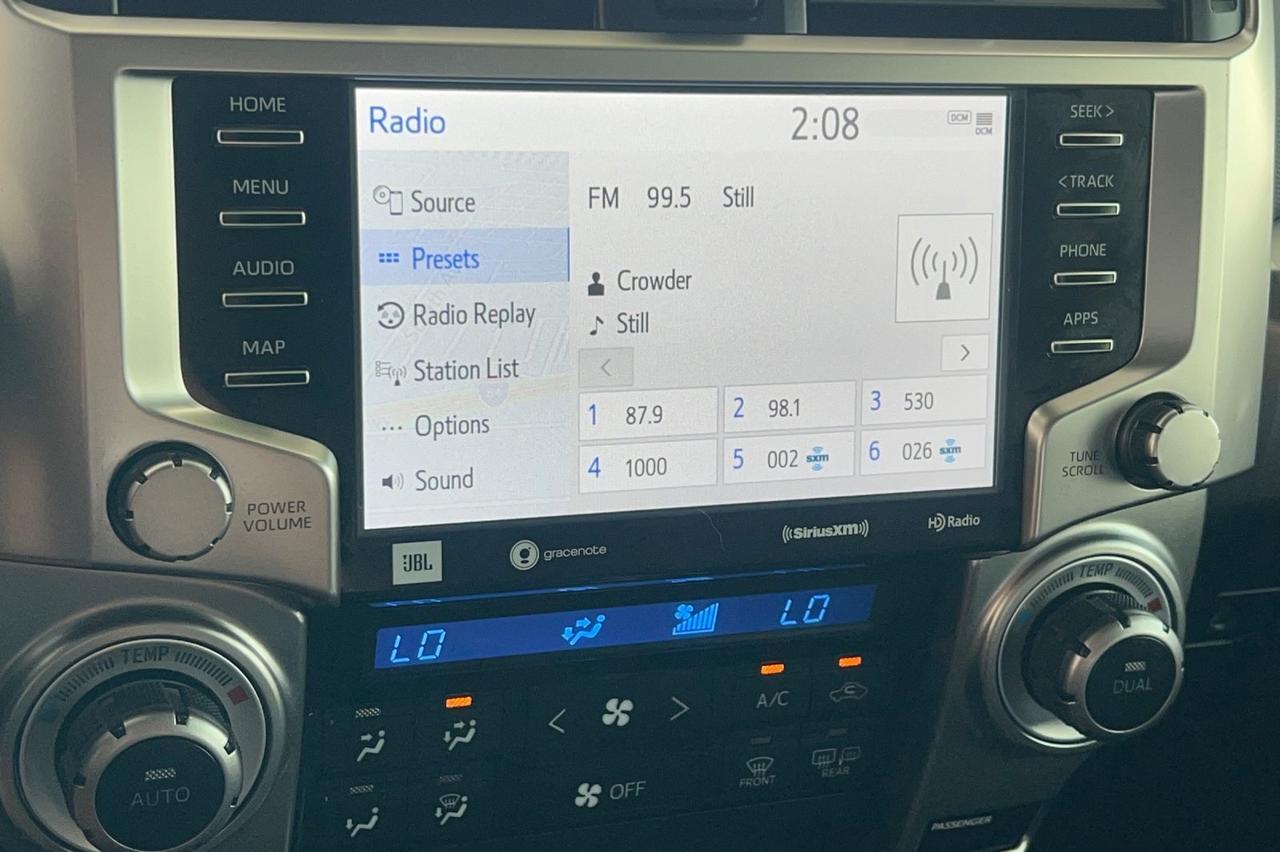 HOME
MENU
AUDIO
MAP
POWER
VOLUME
Radio
2:08
DCM
DCM
Source
Presets
Radio Replay
Station List
... Options
Sound
FM 99.5 Still
Crowder
Still
<
>
1 87.9
2 98.1
3 530
4 1000
5 002 sxm
6 026 sxm
SEEK >
< TRACK
PHONE
APPS
TUNE
SCROLL
JBL
gracenote
((SiriusXM))
HD Radio
LO
LO
TEMP
AUTO
<
>
A/C
OFF
FRONT
REAR
TEMP
DUAL
PASSENGER